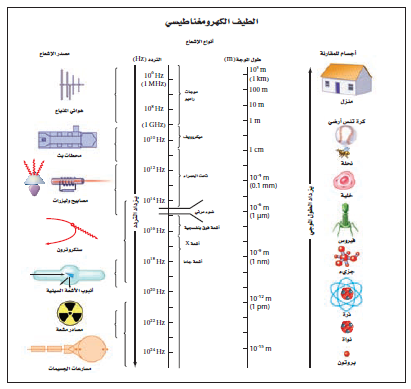 الطيف الكهرومغناطيسي
أنواع الإشعاع
مصدر الإشعاع
التردد (Hz)
طول الموجة (m)
أجسام للمقارنة
هوائي المذياع
محطات بث
مصابيح وليزرات
سنكروترون
أنبوب الأشعة السينية
مصادر مشعة
مسارعات الجسيمات
يزداد التردد
10⁶ Hz
(1 MHz)
10⁸ Hz
(1 GHz)
10¹⁰ Hz
10¹² Hz
10¹⁴ Hz
10¹⁶ Hz
10¹⁸ Hz
10²⁰ Hz
10²² Hz
10²⁴ Hz
موجات
راديو
ميكروويف
تحت الحمراء
ضوء مرئي
أشعة فوق بنفسجية
أشعة X
أشعة جاما
10³ m
(1 km)
100 m
10 m
1 m
1 cm
10⁻⁴ m
(0.1 mm)
10⁻⁶ m
(1 µm)
10⁻⁹ m
(1 nm)
10⁻¹² m
(1 pm)
10⁻¹⁵ m
يزداد الطول الموجي
منزل
كرة تنس أرضي
نحلة
خلية
فيروس
جزيء
ذرة
نواة
بروتون